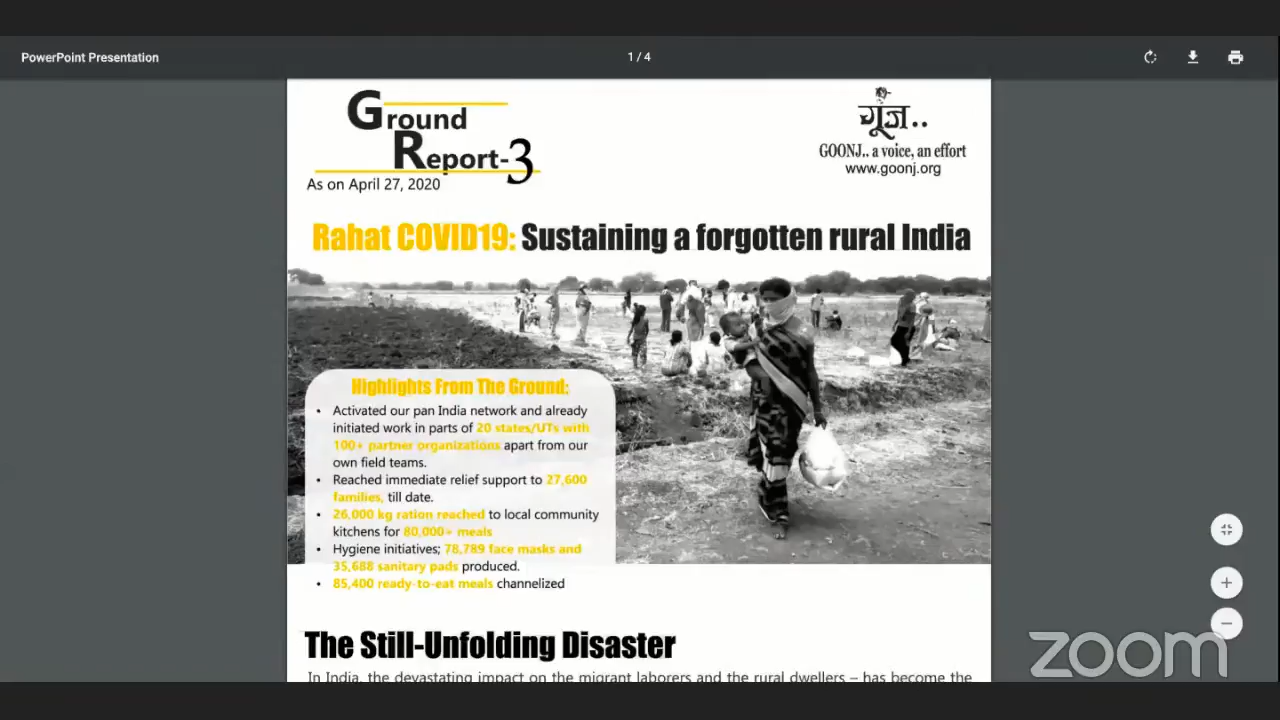 PowerPoint Presentation
1 / 4
Ground
Report-3
As on April 27, 2020
गूंज..
GOONJ.. a voice, an effort
www.goonj.org
Rahat COVID19: Sustaining a forgotten rural India
Highlights From The Ground:
• Activated our pan India network and already
initiated work in parts of 20 states/UTs with
100+ partner organizations apart from our
own field teams.
• Reached immediate relief support to 27,600
families, till date.
• 26,000 kg ration reached to local community
kitchens for 80,000+ meals
• Hygiene initiatives; 78,789 face masks and
35,688 sanitary pads produced.
• 85,400 ready-to-eat meals channelized
The Still-Unfolding Disaster
In India, the devastating impact on the migrant laborers and the rural dwellers – has become the
zoom